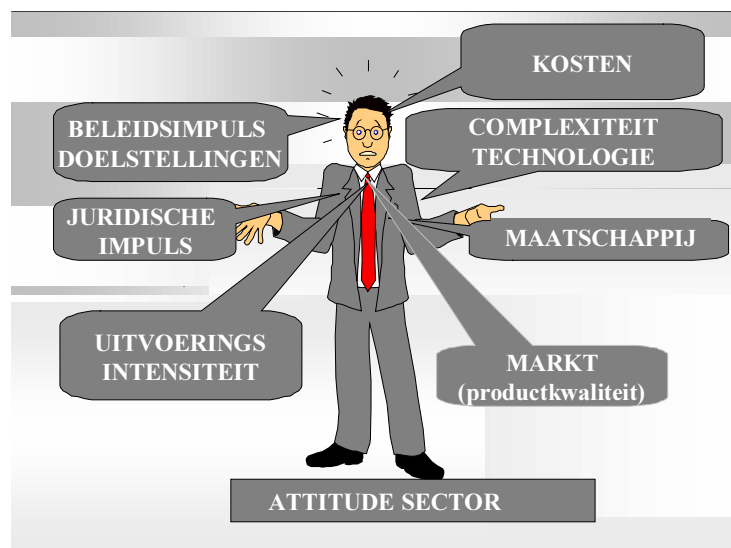 KOSTEN
BELEIDSIMPULS
DOELSTELLINGEN
COMPLEXITEIT
TECHNOLOGIE
JURIDISCHE
IMPULS
MAATSCHAPPIJ
UITVOERINGS
INTENSITEIT
MARKT
(productkwaliteit)
ATTITUDE SECTOR